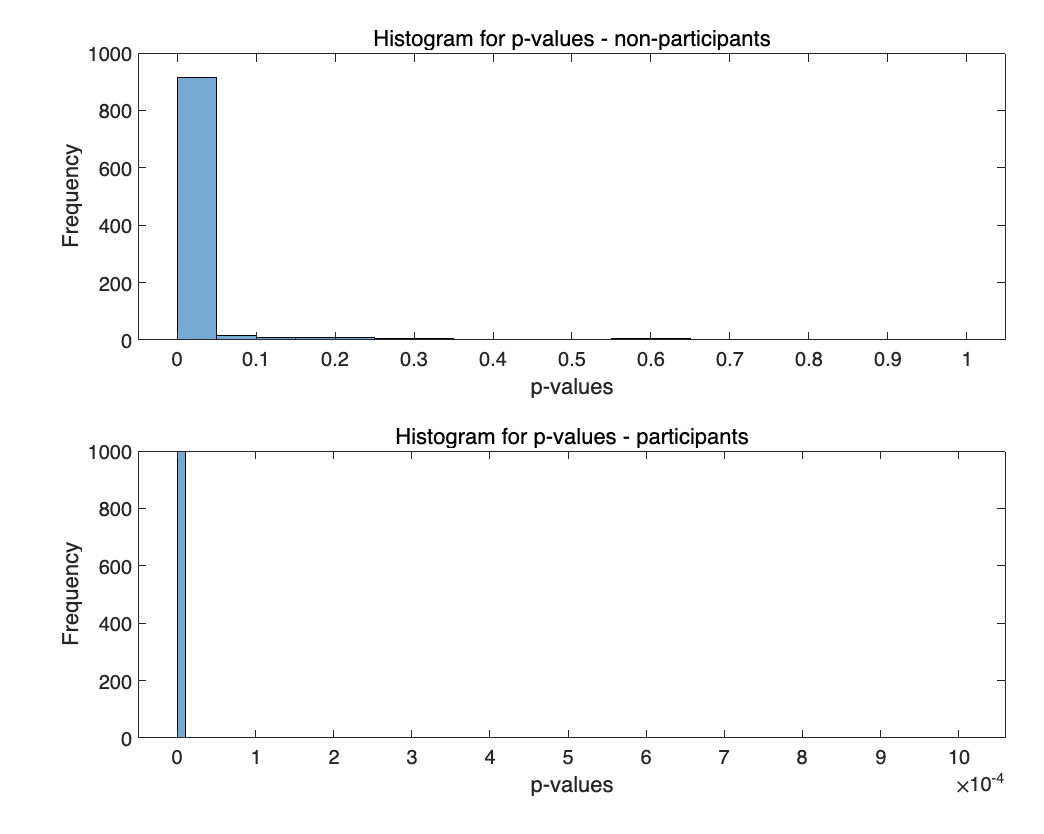 Histogram for p-values - non-participants
1000
800
600
400
200
0
Frequency
0 0.1 0.2 0.3 0.4 0.5 0.6 0.7 0.8 0.9 1
p-values
Histogram for p-values - participants
1000
800
600
400
200
0
Frequency
0 1 2 3 4 5 6 7 8 9 10
p-values
×10-4